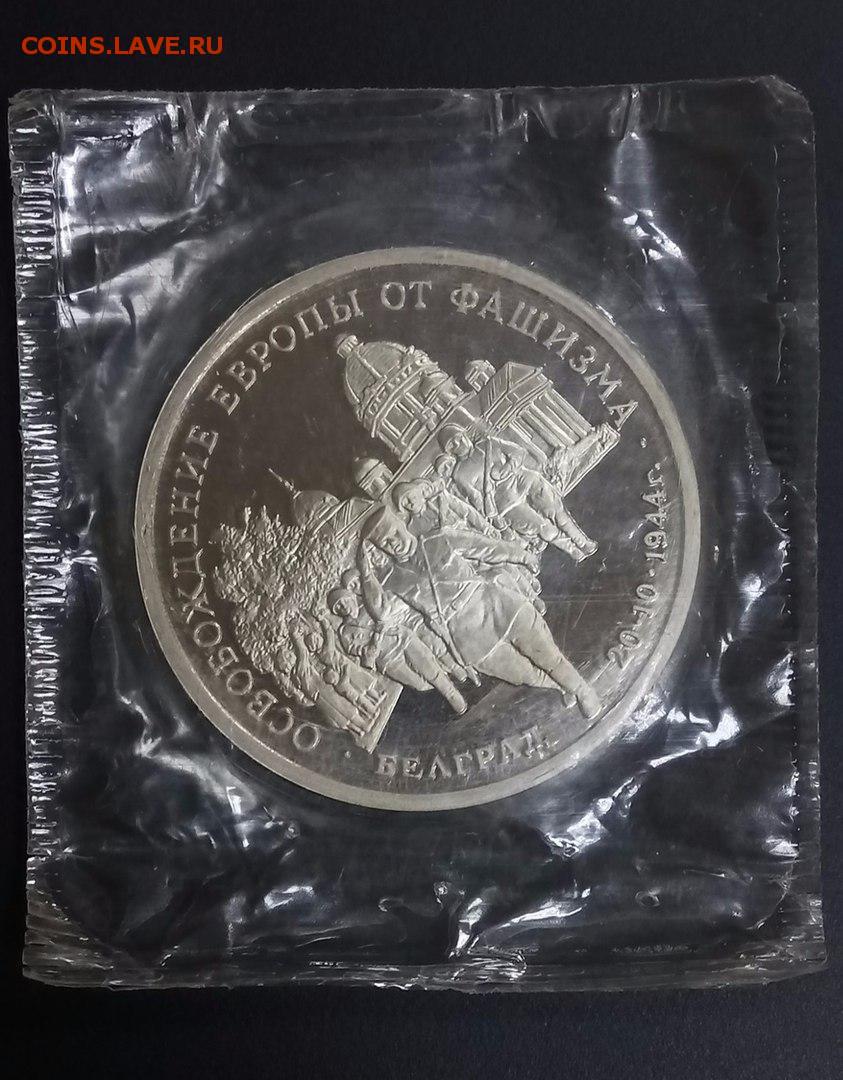 COINS.LAVE.RU
ОСВОБОЖДЕНИЕ ЕВРОПЫ ОТ ФАШИЗМА
· БЕЛГРАД · 20·10·1944г. ·